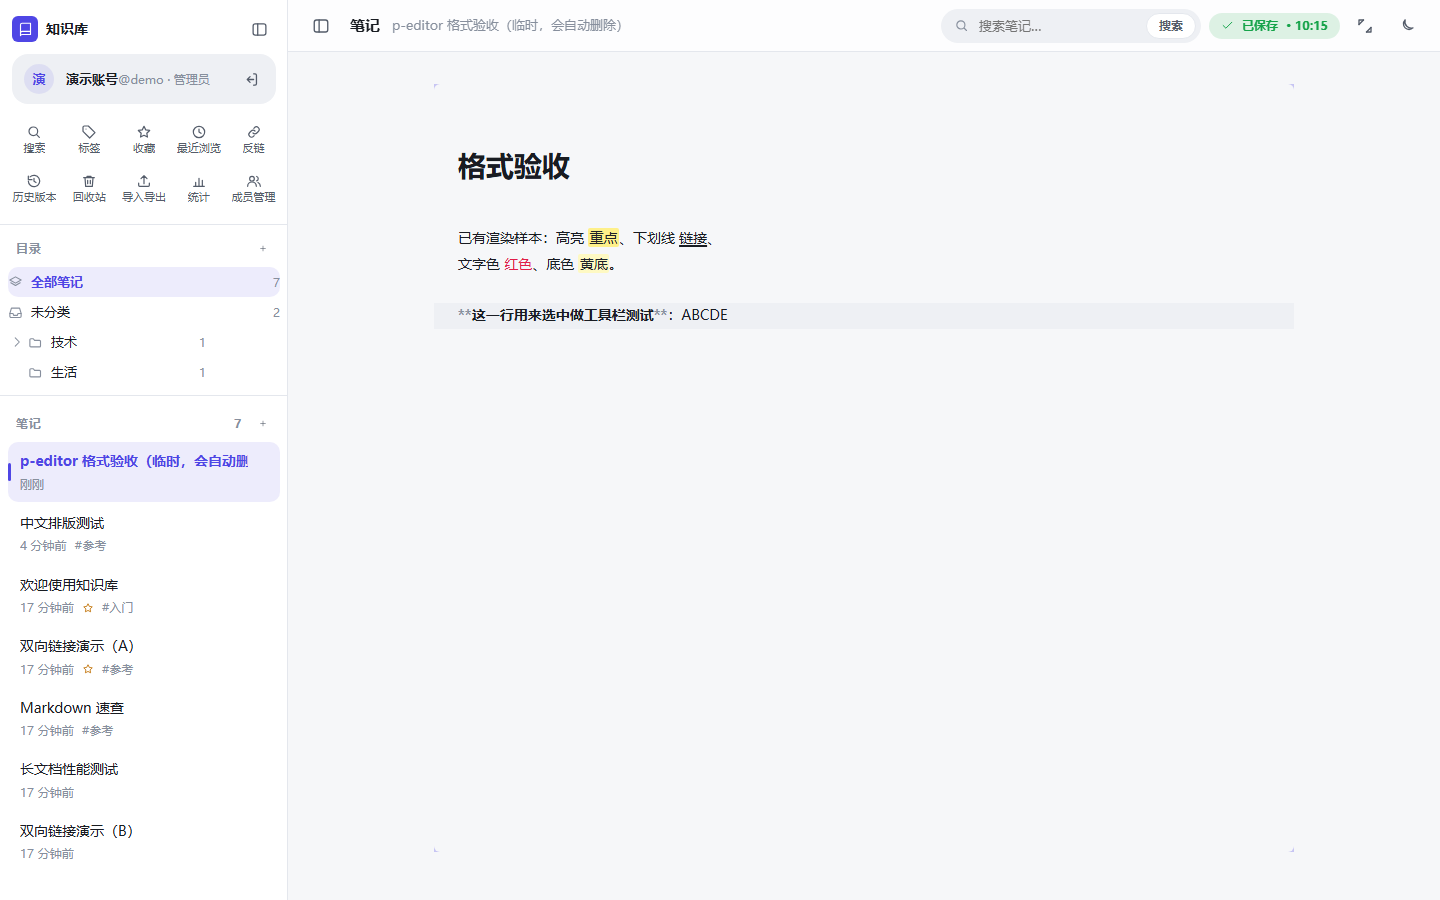 知识库
演
演示账号@demo · 管理员
搜索 标签 收藏 最近浏览 反链
历史版本 回收站 导入导出 统计 成员管理
目录 +
全部笔记 7
未分类 2
技术 1
生活 1
笔记 7 +
p-editor 格式验收（临时，会自动删
刚刚
中文排版测试
4 分钟前 #参考
欢迎使用知识库
17 分钟前 #入门
双向链接演示（A）
17 分钟前 #参考
Markdown 速查
17 分钟前 #参考
长文档性能测试
17 分钟前
双向链接演示（B）
17 分钟前
笔记 p-editor 格式验收（临时，会自动删除） 搜索笔记... 搜索 已保存 • 10:15
格式验收
已有渲染样本：高亮 重点、下划线 链接、
文字色 红色、底色 黄底。
**这一行用来选中做工具栏测试**：ABCDE